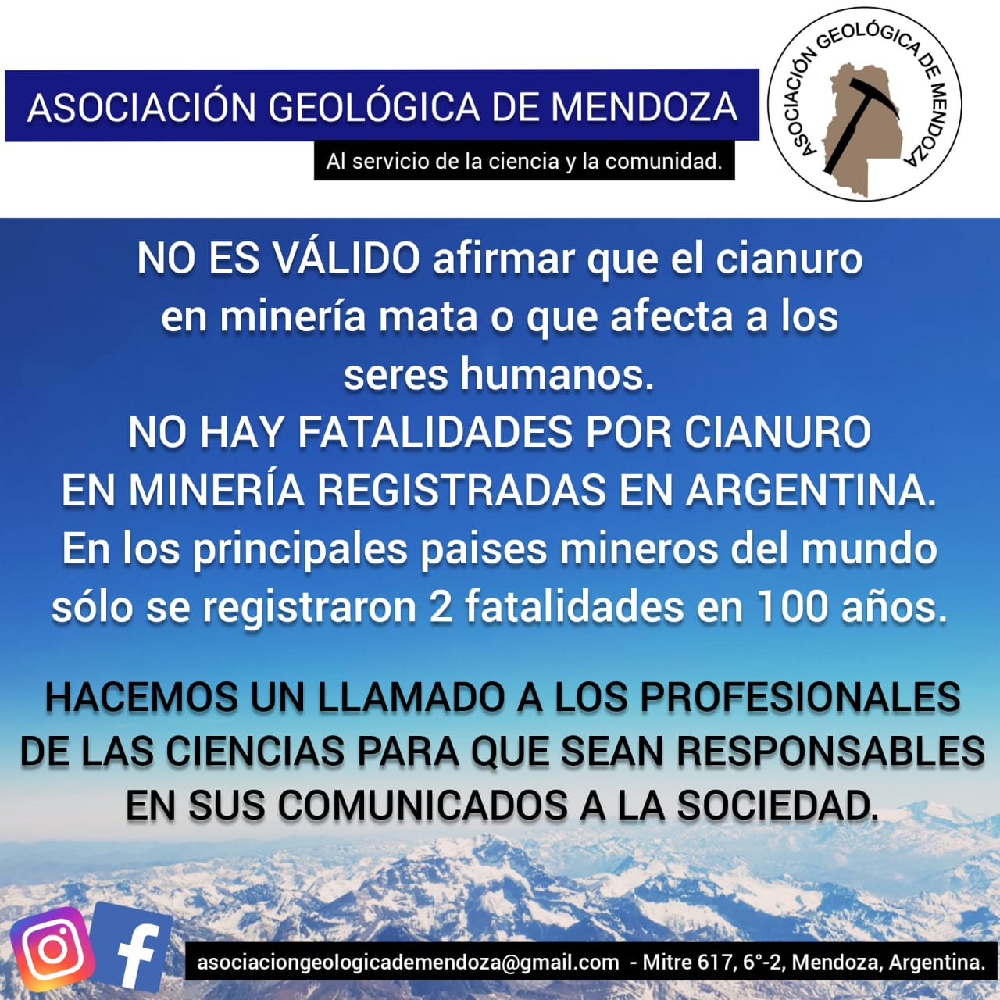 ASOCIACIÓN GEOLÓGICA DE MENDOZA
Al servicio de la ciencia y la comunidad.
ASOCIACIÓN GEOLÓGICA DE MENDOZA
NO ES VÁLIDO afirmar que el cianuro
en minería mata o que afecta a los
seres humanos.
NO HAY FATALIDADES POR CIANURO
EN MINERÍA REGISTRADAS EN ARGENTINA.
En los principales paises mineros del mundo
sólo se registraron 2 fatalidades en 100 años.
HACEMOS UN LLAMADO A LOS PROFESIONALES
DE LAS CIENCIAS PARA QUE SEAN RESPONSABLES
EN SUS COMUNICADOS A LA SOCIEDAD.
asociaciongeologicademendoza@gmail.com - Mitre 617, 6°-2, Mendoza, Argentina.